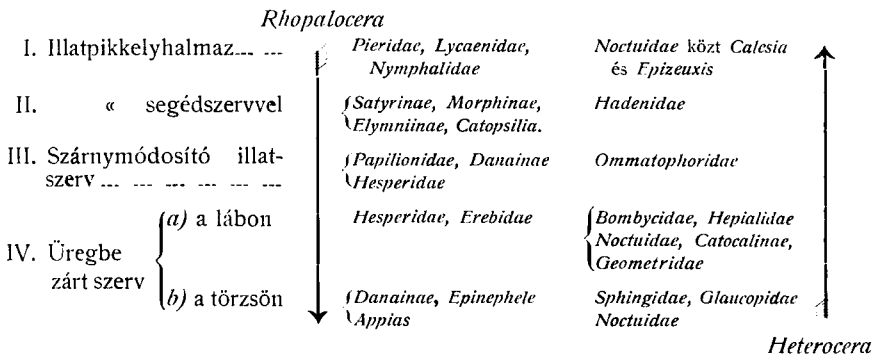 Rhopalocera
I. Illatpikkelyhalmaz... ... Pieridae, Lycaenidae, Noctuidae közt Calesia
Nymphalidae és Epizeuxis
II. « segédszervvel Satyrinae, Morphinae, Hadenidae
Elymniinae, Catopsilia.
III. Szárnymódosító illat- Papilionidae, Danainae Ommatophoridae
szerv ... ... ... ... ... Hesperidae
a) a lábon Hesperidae, Erebidae Bombycidae, Hepialidae
IV. Üregbe Noctuidae, Catocalinae,
zárt szerv Geometridae
b) a törzsön Danainae, Epinephele Sphingidae, Glaucopidae
Appias Noctuidae
Heterocera